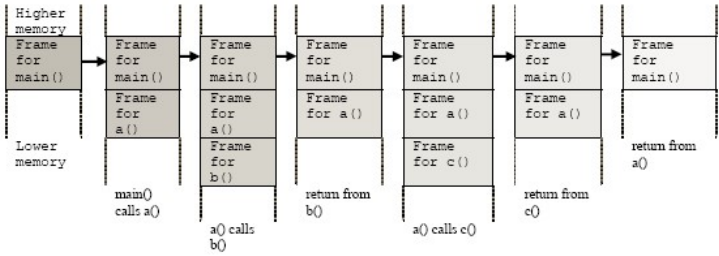 Higher
memory
Frame
for
main()
Lower
memory
Frame
for
main()
Frame
for
a()
main()
calls a()
Frame
for
main()
Frame
for
a()
Frame
for
b()
a() calls
b()
Frame
for
main()
Frame
for a()
return from
b()
Frame
for
main()
Frame
for a()
Frame
for c()
a() calls c()
Frame
for
main()
Frame
for a()
return from
c()
Frame
for
main()
return from
a()